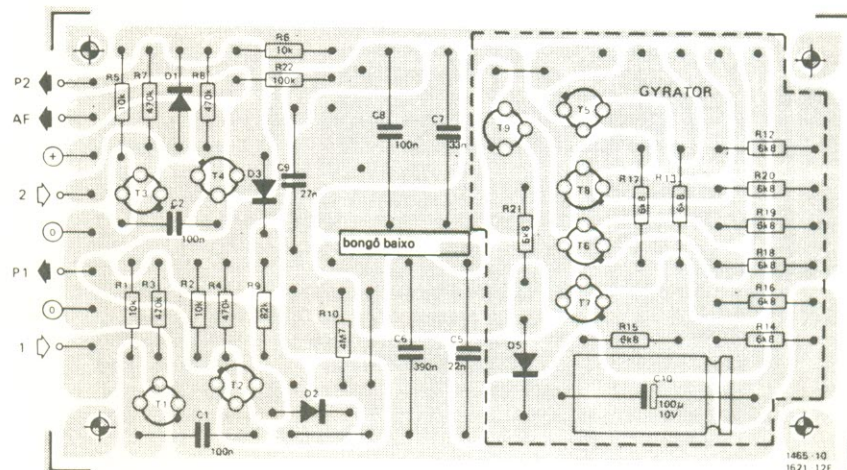 R6
10k
R22
100k
P2
R5
10k
R7
470k
D1
R8
470k
AF
+
2
0
P1
0
1
T3
T4
C2
100n
D3
C9
27n
C8
100n
C7
33n
bongô baixo
R1
10k
R3
470k
R2
10k
R4
470k
R9
82k
R10
4M7
C6
390n
C5
22n
T1
T2
C1
100n
D2
GYRATOR
T9
T5
T8
T6
T7
R21
6k8
R17
6k8
R13
6k8
R12
6k8
R20
6k8
R19
6k8
R18
6k8
R16
6k8
R14
6k8
R15
6k8
D5
C10
100µ
10V
1465-10
1621 12F